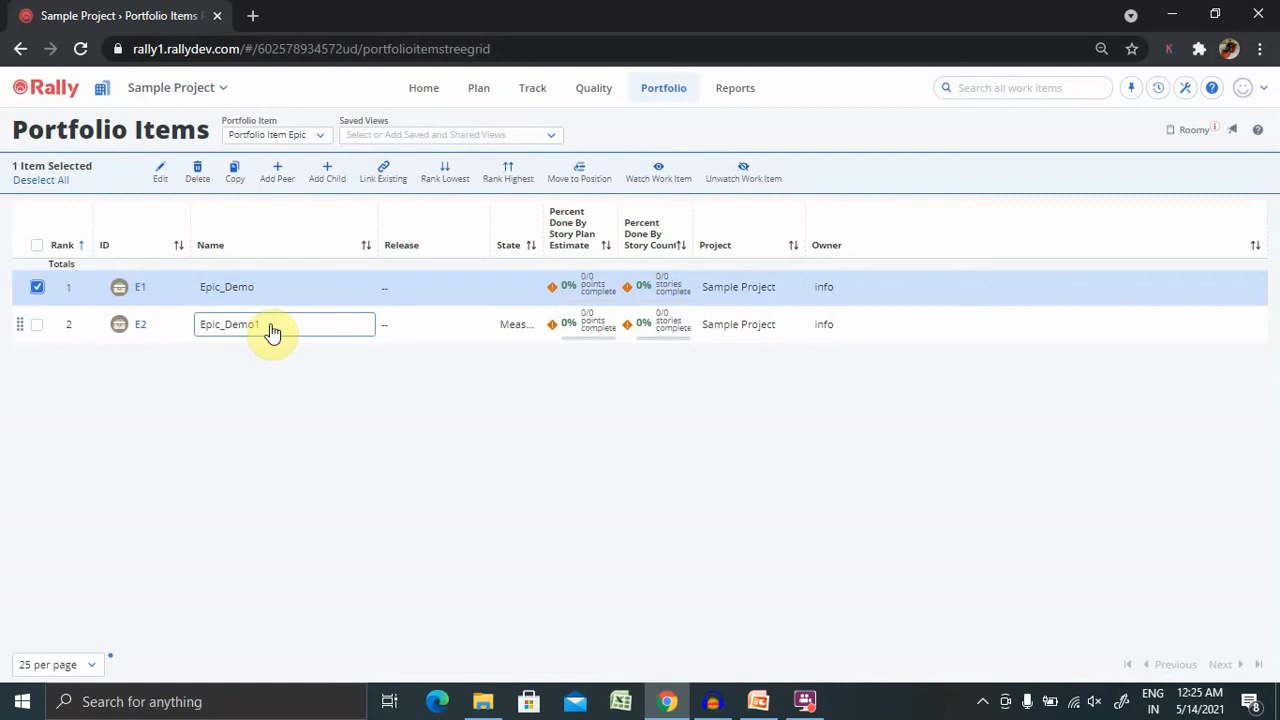 Sample Project › Portfolio Items
rally1.rallydev.com/#/602578934572ud/portfolioitemstreegrid
K
Rally
Sample Project
Home
Plan
Track
Quality
Portfolio
Reports
Search all work items
Portfolio Items
Portfolio Item
Portfolio Item Epic
Saved Views
Select or Add Saved and Shared Views
Roomy
1 Item Selected
Deselect All
Edit
Delete
Copy
Add Peer
Add Child
Link Existing
Rank Lowest
Rank Highest
Move to Position
Watch Work Item
Unwatch Work Item
Rank
ID
Name
Release
State
Percent
Done By
Story Plan
Estimate
Percent
Done By
Story Count
Project
Owner
Totals
1 E1 Epic_Demo -- 0% 0/0 points complete 0% 0/0 stories complete Sample Project info
2 E2 Epic_Demo1 -- Meas... 0% 0/0 points complete 0% 0/0 stories complete Sample Project info
25 per page
Previous
Next
Search for anything
ENG
IN
12:25 AM
5/14/2021
8